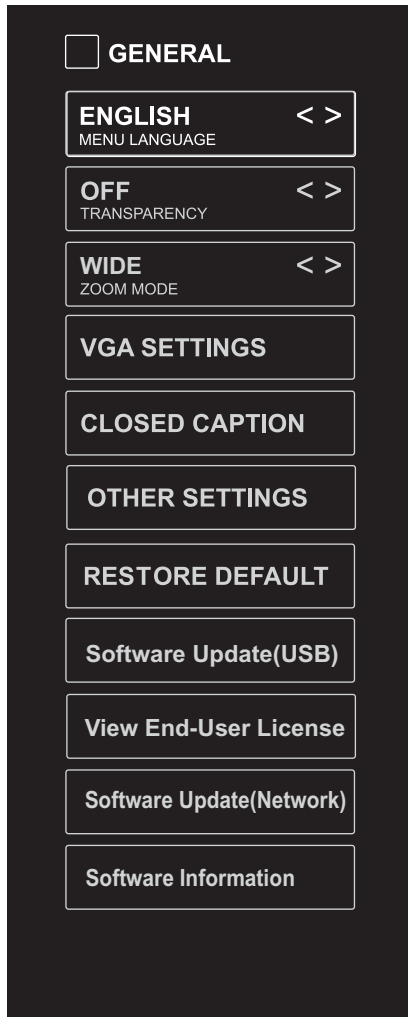 GENERAL
ENGLISH < >
MENU LANGUAGE
OFF < >
TRANSPARENCY
WIDE < >
ZOOM MODE
VGA SETTINGS
CLOSED CAPTION
OTHER SETTINGS
RESTORE DEFAULT
Software Update(USB)
View End-User License
Software Update(Network)
Software Information